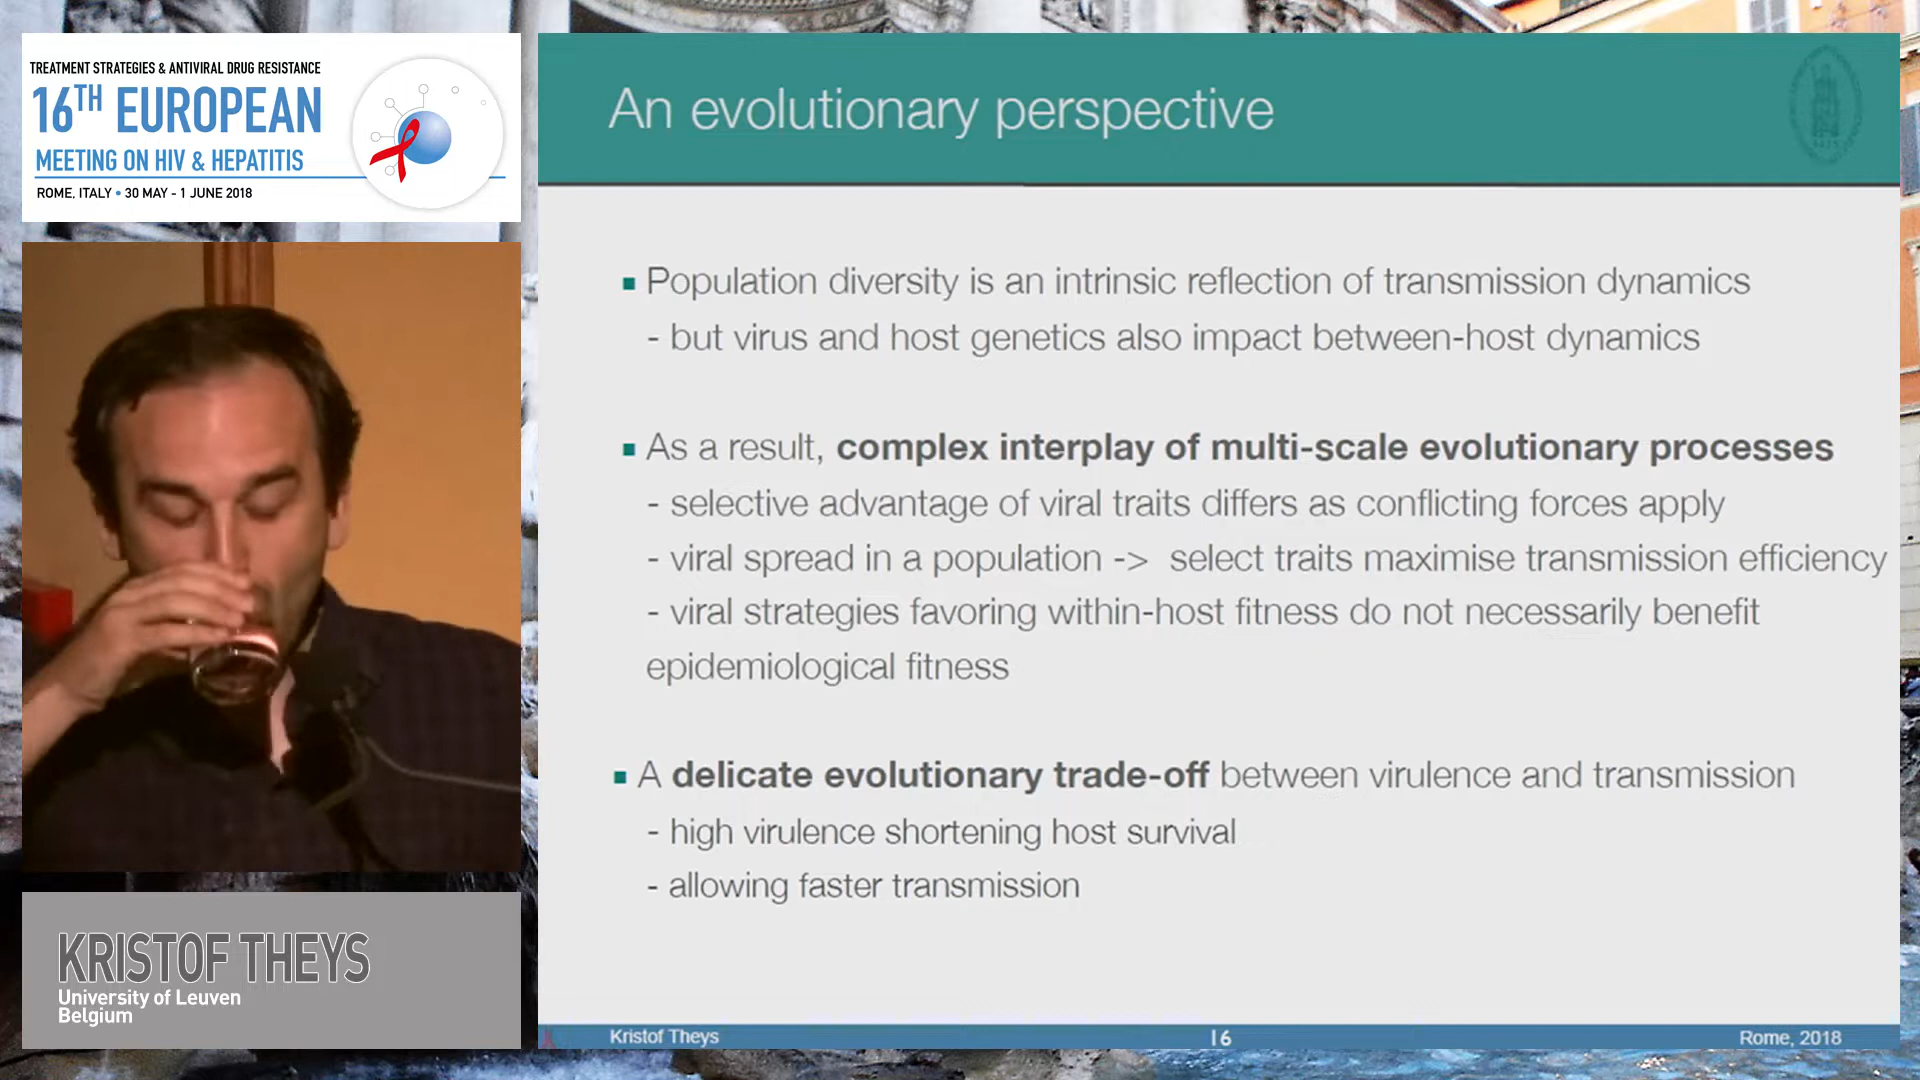 TREATMENT STRATEGIES & ANTIVIRAL DRUG RESISTANCE
16TH EUROPEAN
MEETING ON HIV & HEPATITIS
ROME, ITALY • 30 MAY - 1 JUNE 2018
KRISTOF THEYS
University of Leuven
Belgium
An evolutionary perspective
▪ Population diversity is an intrinsic reflection of transmission dynamics
- but virus and host genetics also impact between-host dynamics
▪ As a result, complex interplay of multi-scale evolutionary processes
- selective advantage of viral traits differs as conflicting forces apply
- viral spread in a population -> select traits maximise transmission efficiency
- viral strategies favoring within-host fitness do not necessarily benefit
epidemiological fitness
▪ A delicate evolutionary trade-off between virulence and transmission
- high virulence shortening host survival
- allowing faster transmission
Kristof Theys
16
Rome, 2018